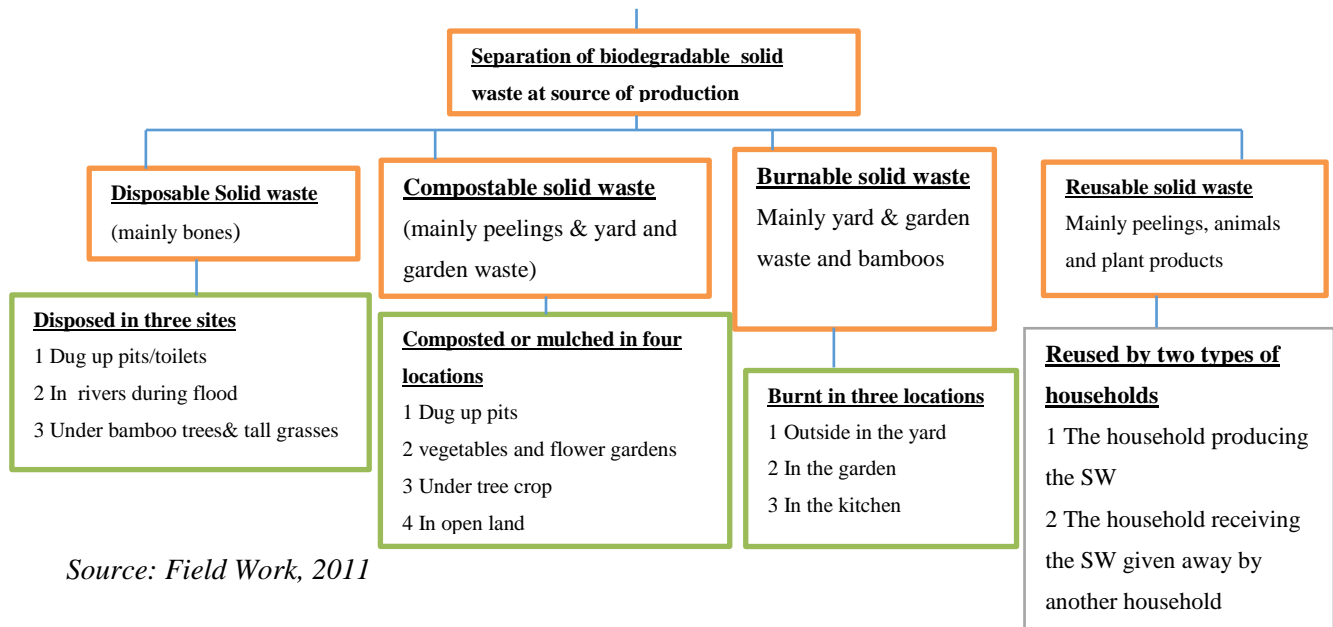 Separation of biodegradable solid
waste at source of production
Disposable Solid waste
(mainly bones)
Compostable solid waste
(mainly peelings & yard and
garden waste)
Burnable solid waste
Mainly yard & garden
waste and bamboos
Reusable solid waste
Mainly peelings, animals
and plant products
Disposed in three sites
1 Dug up pits/toilets
2 In rivers during flood
3 Under bamboo trees& tall grasses
Composted or mulched in four
locations
1 Dug up pits
2 vegetables and flower gardens
3 Under tree crop
4 In open land
Burnt in three locations
1 Outside in the yard
2 In the garden
3 In the kitchen
Reused by two types of
households
1 The household producing
the SW
2 The household receiving
the SW given away by
another household
Source: Field Work, 2011